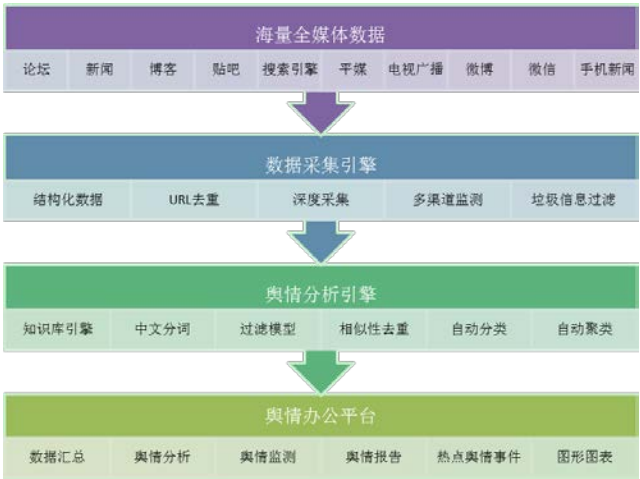 海量全媒体数据
论坛 新闻 博客 贴吧 搜索引擎 平媒 电视广播 微博 微信 手机新闻
数据采集引擎
结构化数据 URL去重 深度采集 多渠道监测 垃圾信息过滤
舆情分析引擎
知识库引擎 中文分词 过滤模型 相似性去重 自动分类 自动聚类
舆情办公平台
数据汇总 舆情分析 舆情监测 舆情报告 热点舆情事件 图形图表